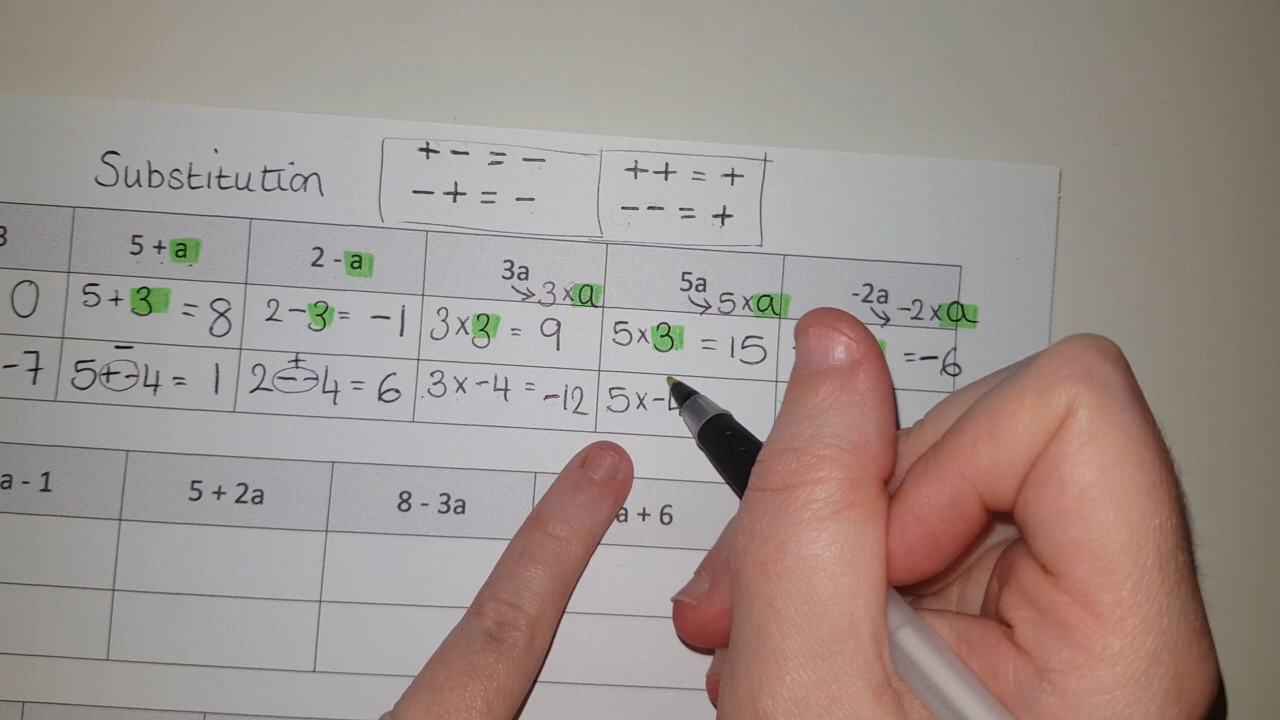 + - = -
+ + = +
Substitution
- + = -
- - = +
5 + a
2 - a
3a
3 x a
5a
5 x a
-2a
-2 x a
0
5 + 3 = 8
2 - 3 = -1
3 x 3 = 9
5 x 3 = 15
= -6
-7
-
5 + -4 = 1
+
2 - -4 = 6
3 x -4 = -12
5 x -4
a - 1
5 + 2a
8 - 3a
a + 6